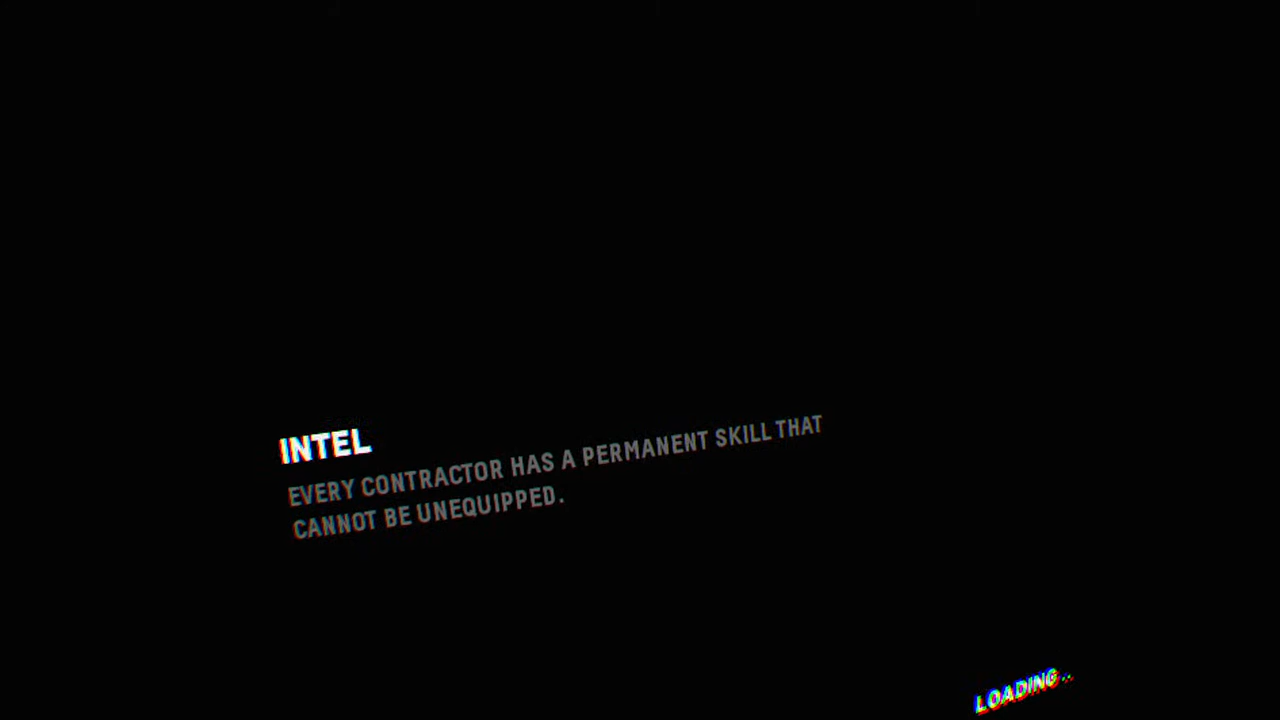 INTEL
EVERY CONTRACTOR HAS A PERMANENT SKILL THAT
CANNOT BE UNEQUIPPED.
LOADING..